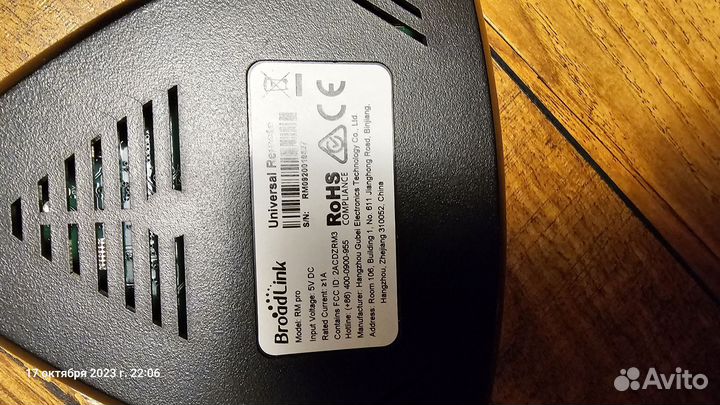 BroadLink
Universal Remote
Model: RM pro
S/N:
Input Voltage: 5V DC
Rated Current: ≥1A
RoHS
COMPLIANCE
CE
Contains FCC ID :2ACDZRM3
Hotline :(+86) 400-0900-955
Manufacturer: Hangzhou Gubei Electronics Technology Co., Ltd.
Address: Room 106, Building 1, No. 611 Jianghong Road, Binjiang,
Hangzhou, Zhejiang 310052, China
17 октября 2023 г. 22:06
Avito